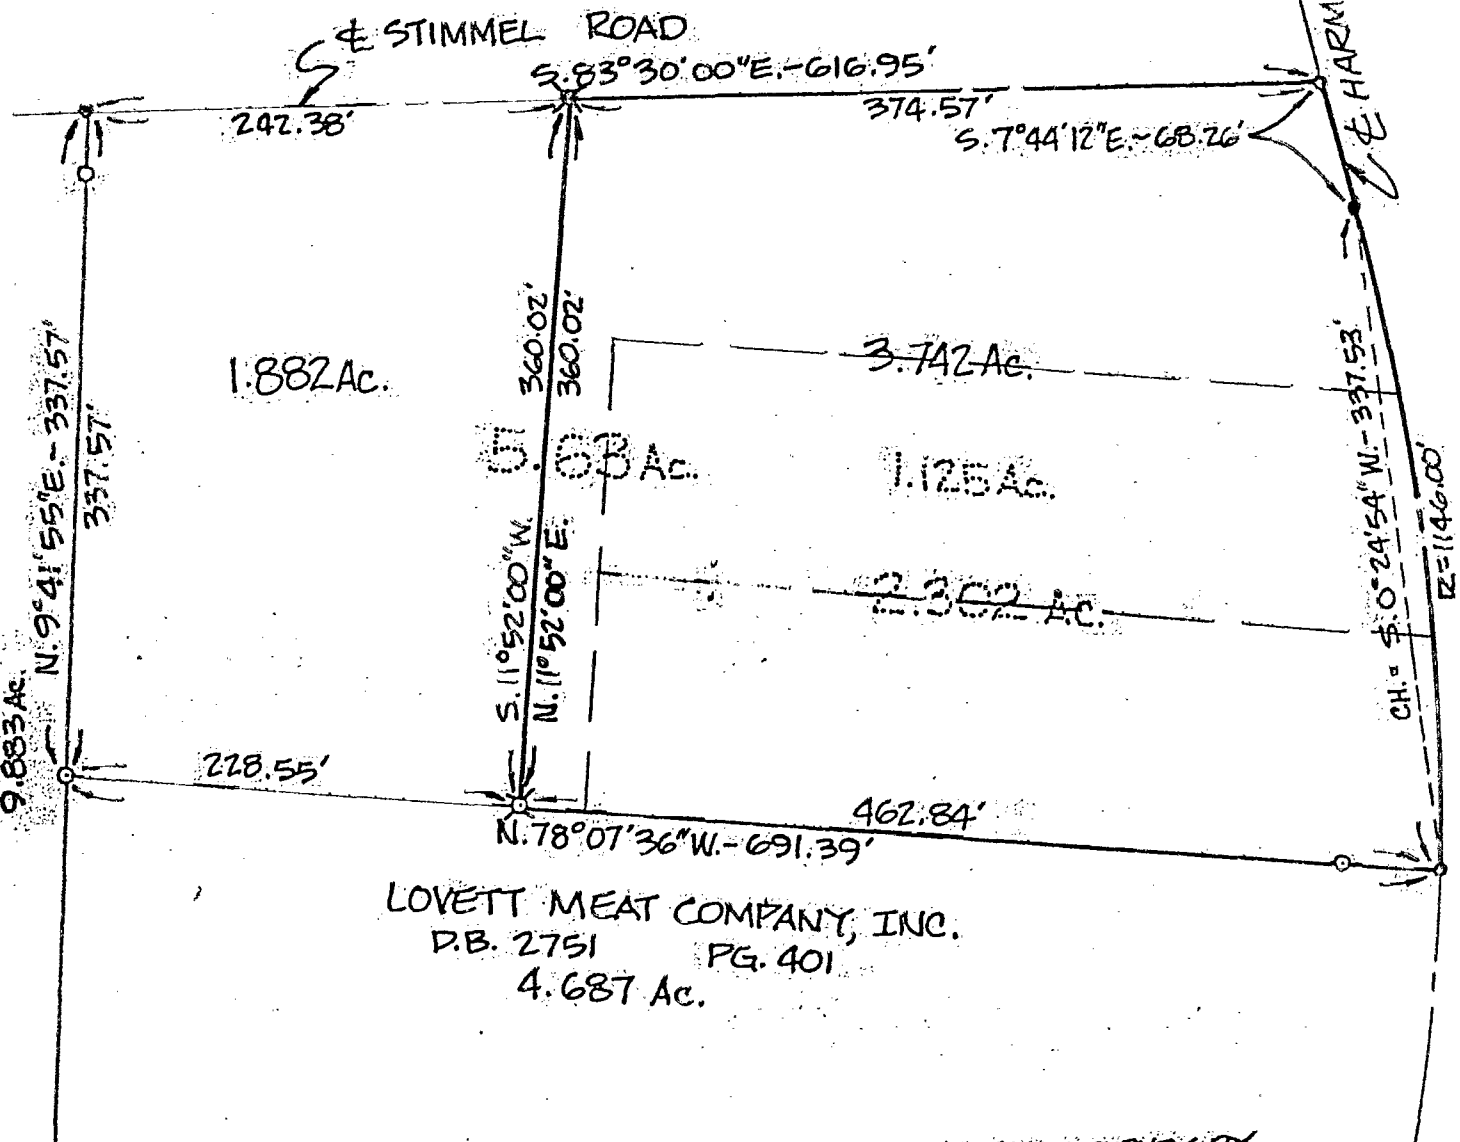 ℄ STIMMEL ROAD
S. 83° 30' 00" E. - 616.95'
242.38'
374.57'
℄ HARM
S. 7° 44' 12" E. ~ 68.26'
N. 9° 41' 55" E. - 337.57'
337.57'
1.882 Ac.
360.02'
360.02'
S. 11° 52' 00" W.
N. 11° 52' 00" E.
3.742 Ac.
5.63 Ac.
1.125 Ac.
2.302 Ac.
CH. = S. 0° 24' 54" W. - 337.53'
R = 1146.00'
9.883 Ac.
228.55'
462.84'
N. 78° 07' 36" W. - 691.39'
LOVETT MEAT COMPANY, INC.
D.B. 2751 PG. 401
4.687 Ac.